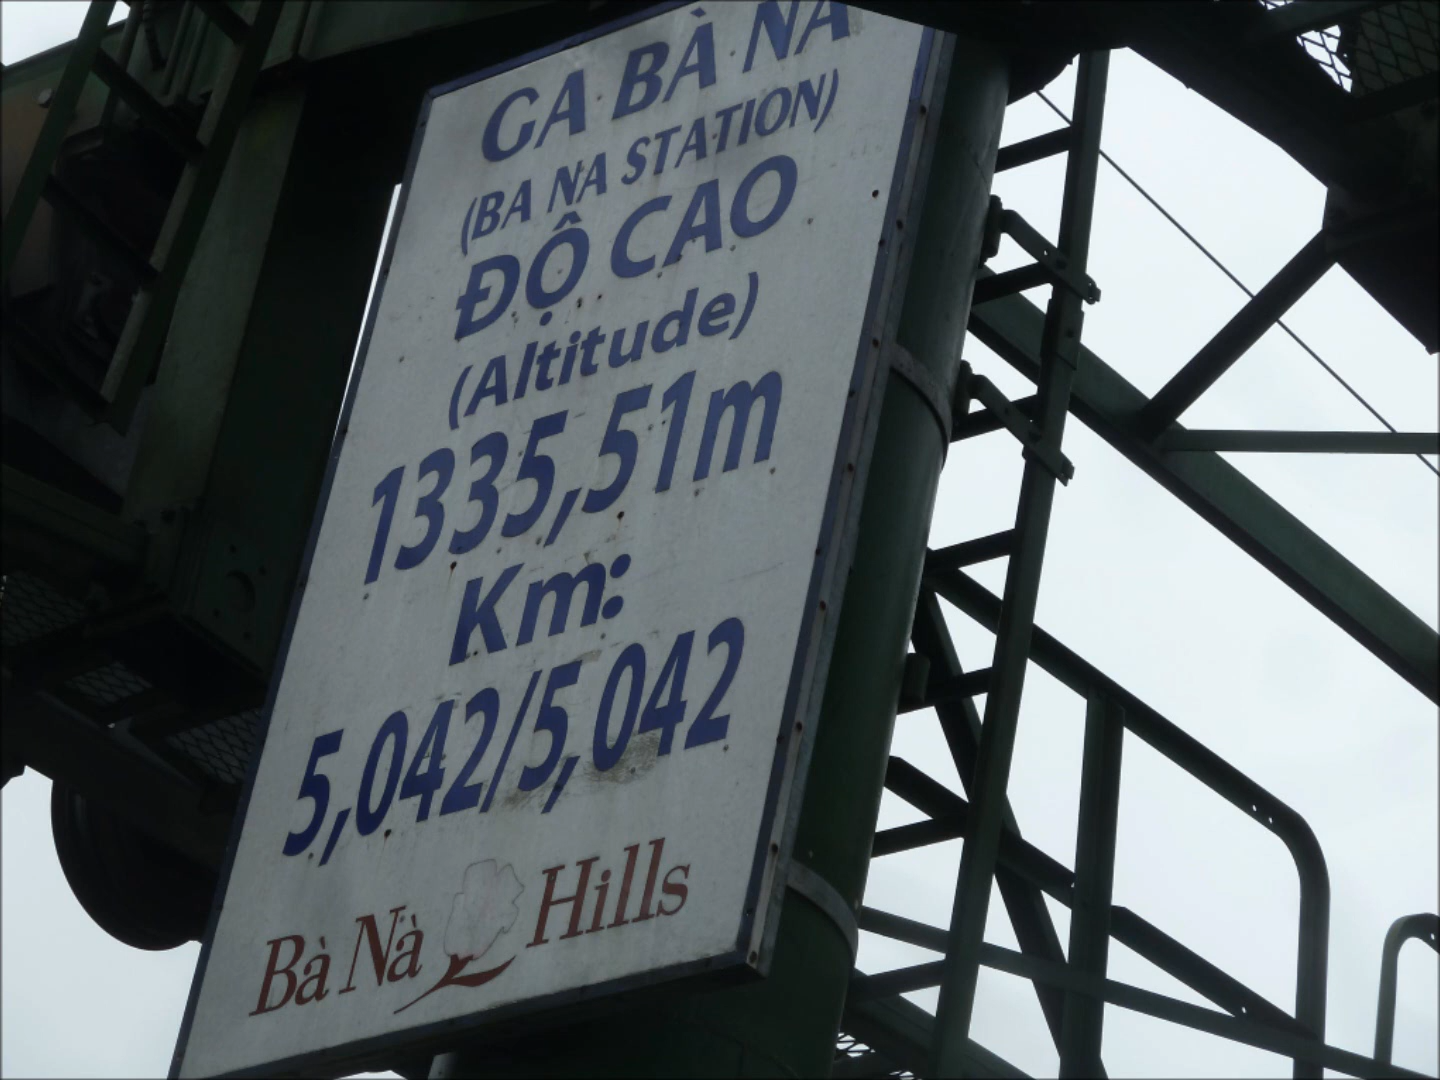 GA BÀ NÀ
(BA NA STATION)
ĐỘ CAO
(Altitude)
1335,51m
Km:
5,042/5,042
Bà Nà Hills